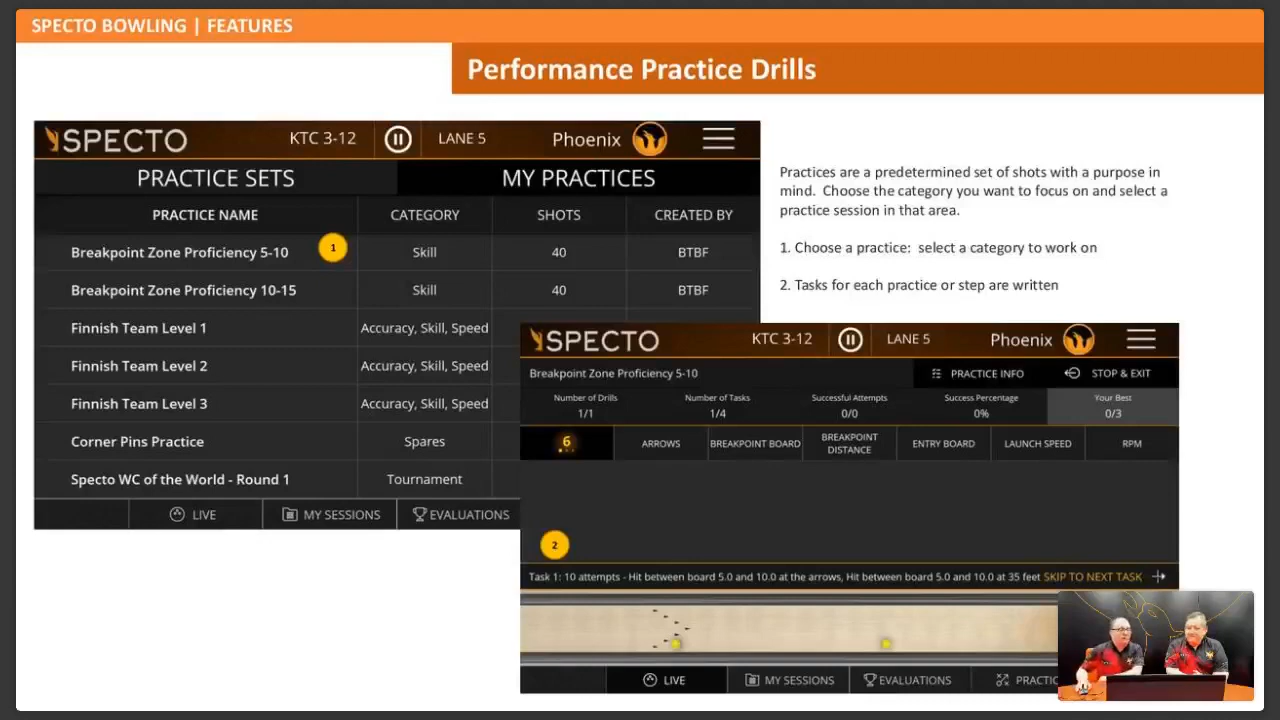 SPECTO BOWLING | FEATURES
Performance Practice Drills
SPECTO KTC 3-12 LANE 5 Phoenix
PRACTICE SETS MY PRACTICES
PRACTICE NAME CATEGORY SHOTS CREATED BY
Breakpoint Zone Proficiency 5-10 1 Skill 40 BTBF
Breakpoint Zone Proficiency 10-15 Skill 40 BTBF
Finnish Team Level 1 Accuracy, Skill, Speed
Finnish Team Level 2 Accuracy, Skill, Speed
Finnish Team Level 3 Accuracy, Skill, Speed
Corner Pins Practice Spares
Specto WC of the World - Round 1 Tournament
LIVE MY SESSIONS EVALUATIONS
Practices are a predetermined set of shots with a purpose in
mind. Choose the category you want to focus on and select a
practice session in that area.
1. Choose a practice: select a category to work on
2. Tasks for each practice or step are written
SPECTO KTC 3-12 LANE 5 Phoenix
Breakpoint Zone Proficiency 5-10 PRACTICE INFO STOP & EXIT
Number of Drills Number of Tasks Successful Attempts Success Percentage Your Best
1/1 1/4 0/0 0% 0/3
6 ARROWS BREAKPOINT BOARD BREAKPOINT DISTANCE ENTRY BOARD LAUNCH SPEED RPM
2
Task 1: 10 attempts - Hit between board 5.0 and 10.0 at the arrows, Hit between board 5.0 and 10.0 at 35 feet SKIP TO NEXT TASK
LIVE MY SESSIONS EVALUATIONS PRACTIC